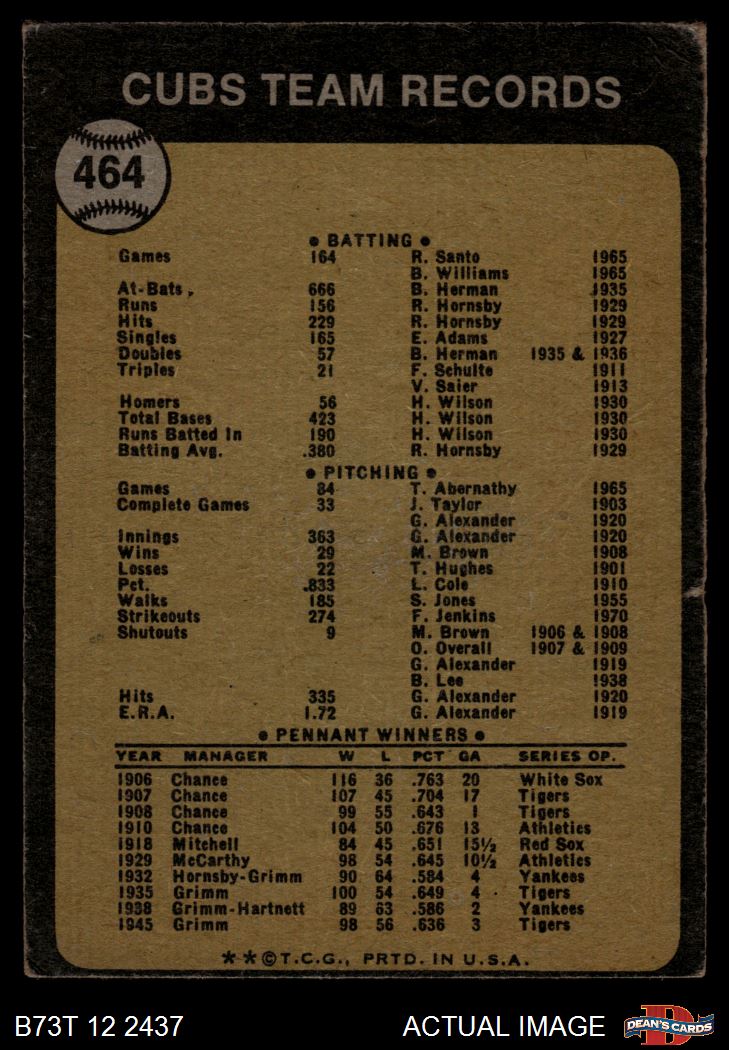 CUBS TEAM RECORDS
464
● BATTING ●
Games 164 R. Santo 1965
B. Williams 1965
At-Bats 666 B. Herman 1935
Runs 156 R. Hornsby 1929
Hits 229 R. Hornsby 1929
Singles 165 E. Adams 1927
Doubles 57 B. Herman 1935 & 1936
Triples 21 F. Schulte 1911
V. Saier 1913
Homers 56 H. Wilson 1930
Total Bases 423 H. Wilson 1930
Runs Batted In 190 H. Wilson 1930
Batting Avg. .380 R. Hornsby 1929
● PITCHING ●
Games 84 T. Abernathy 1965
Complete Games 33 J. Taylor 1903
G. Alexander 1920
Innings 363 G. Alexander 1920
Wins 29 M. Brown 1908
Losses 22 T. Hughes 1901
Pct. .833 L. Cole 1910
Walks 185 S. Jones 1955
Strikeouts 274 F. Jenkins 1970
Shutouts 9 M. Brown 1906 & 1908
O. Overall 1907 & 1909
G. Alexander 1919
B. Lee 1938
Hits 335 G. Alexander 1920
E.R.A. 1.72 G. Alexander 1919
● PENNANT WINNERS ●
YEAR MANAGER W L PCT GA SERIES OP.
1906 Chance 116 36 .763 20 White Sox
1907 Chance 107 45 .704 17 Tigers
1908 Chance 99 55 .643 1 Tigers
1910 Chance 104 50 .676 13 Athletics
1918 Mitchell 84 45 .651 15½ Red Sox
1929 McCarthy 98 54 .645 10½ Athletics
1932 Hornsby-Grimm 90 64 .584 4 Yankees
1935 Grimm 100 54 .649 4 Tigers
1938 Grimm-Hartnett 89 63 .586 2 Yankees
1945 Grimm 98 56 .636 3 Tigers
★★©T.C.G., PRTD. IN U.S.A.
B73T 12 2437 ACTUAL IMAGE D DEAN'S CARDS